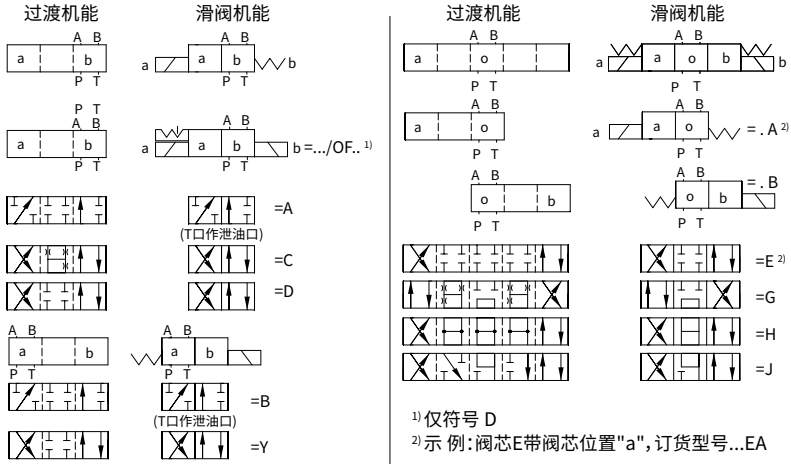 过渡机能
滑阀机能
A B
A B
a b
a b b
P T
P T
P T
A B
A B
a b
a b =.../OF.. 1)
P T
P T
=A
(T口作泄油口)
=C
=D
A B
A B
a b
a b
P T
P T
=B
(T口作泄油口)
=Y
过渡机能
滑阀机能
A B
A B
a o
a a o b b
P T
P T
A B
A B
a o
a a o =.A 2)
P T
P T
A B
A B
=.B
o b
o b
P T
P T
=E 2)
=G
=H
=J
1) 仅符号 D
2) 示 例：阀芯E带阀芯位置"a"，订货型号...EA